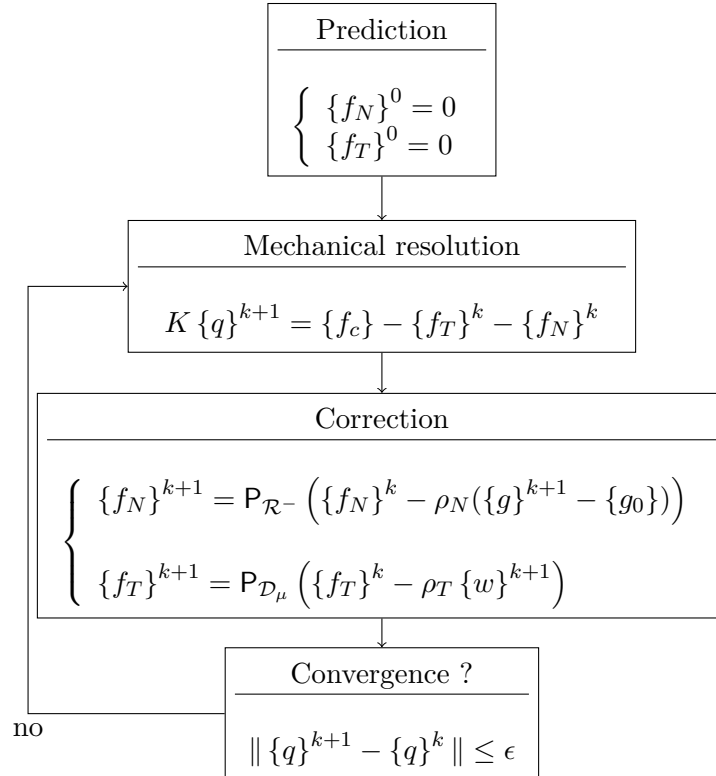 Prediction
{f_N}^0 = 0
{f_T}^0 = 0
Mechanical resolution
K {q}^{k+1} = {f_c} − {f_T}^k − {f_N}^k
Correction
{f_N}^{k+1} = P_{R^−} ( {f_N}^k − ρ_N({g}^{k+1} − {g_0}) )
{f_T}^{k+1} = P_{D_μ} ( {f_T}^k − ρ_T {w}^{k+1} )
Convergence ?
no
‖ {q}^{k+1} − {q}^k ‖ ≤ ϵ